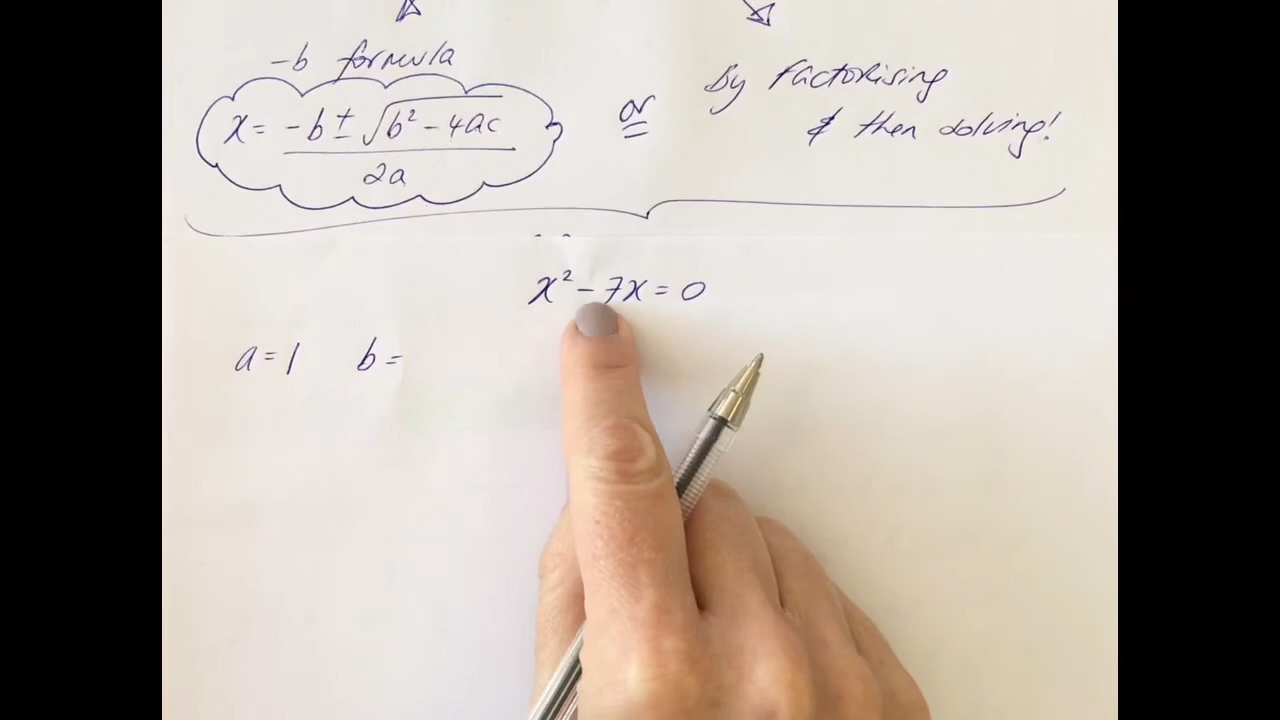 -b formula
x = -b ± √b² - 4ac
2a
or
By factorising
& then solving!
x² - 7x = 0
a = 1 b =